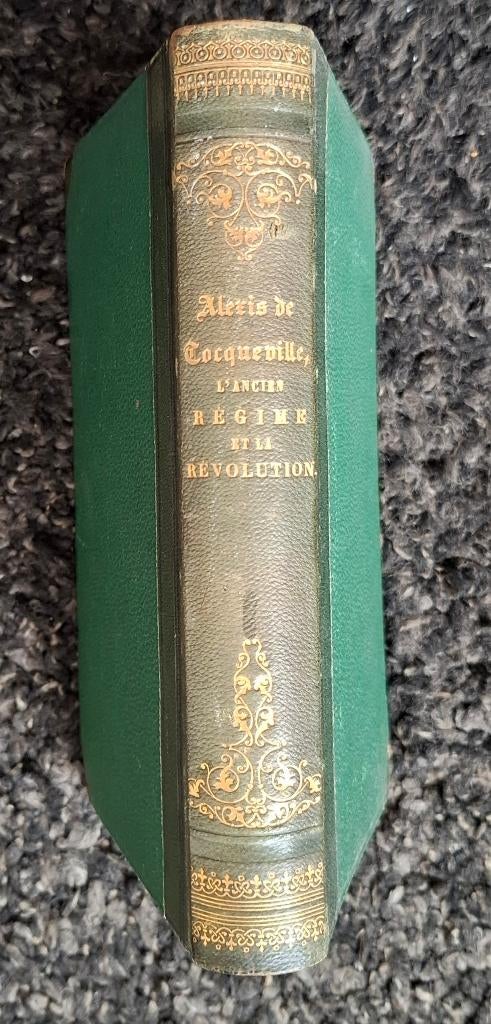 Alexis de
Tocqueville,
L'ANCIEN
RÉGIME
ET LA
RÉVOLUTION.